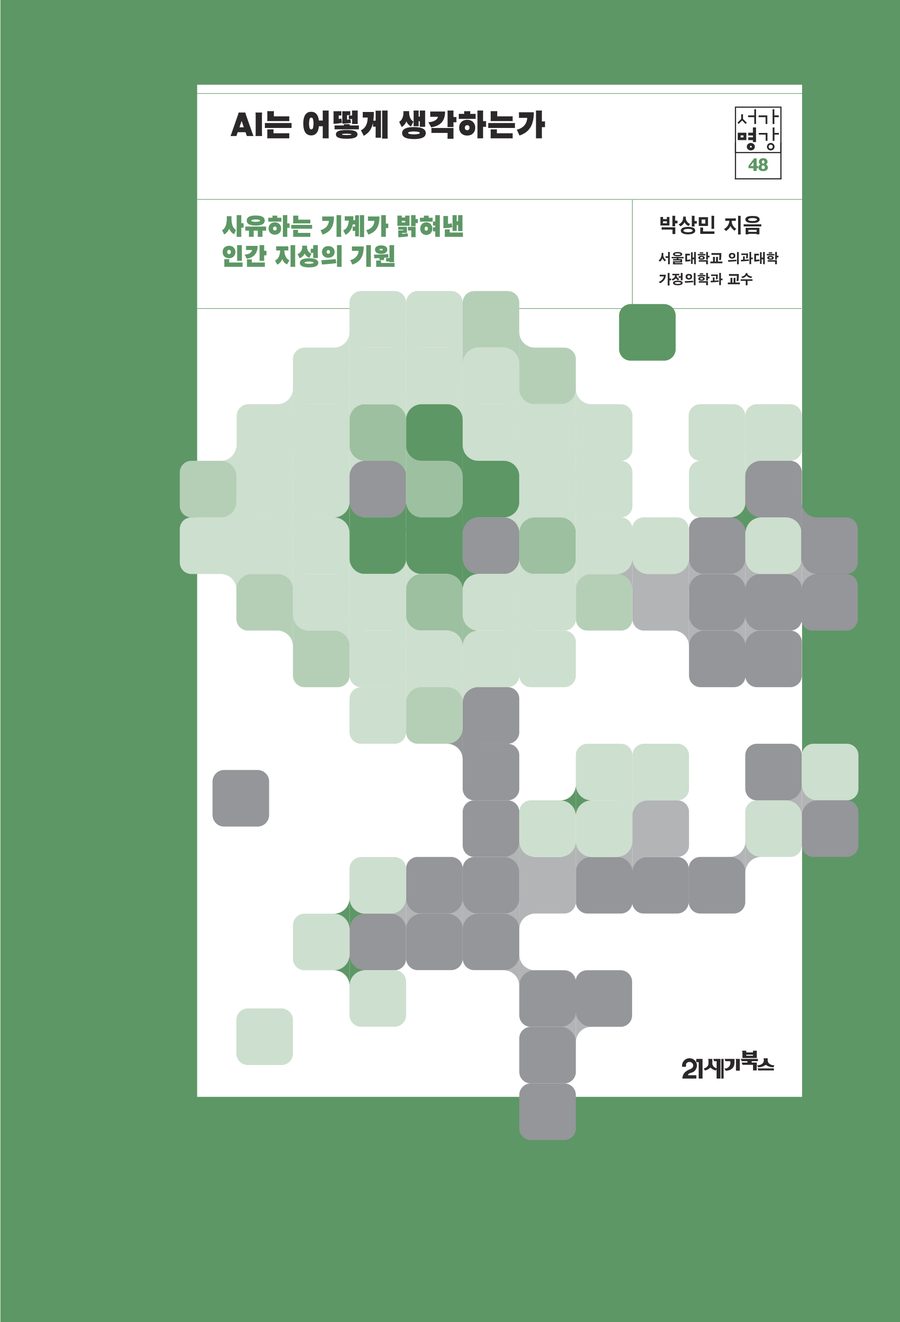 AI는 어떻게 생각하는가
서가
명강
48
사유하는 기계가 밝혀낸
인간 지성의 기원
박상민 지음
서울대학교 의과대학
가정의학과 교수
21세기북스